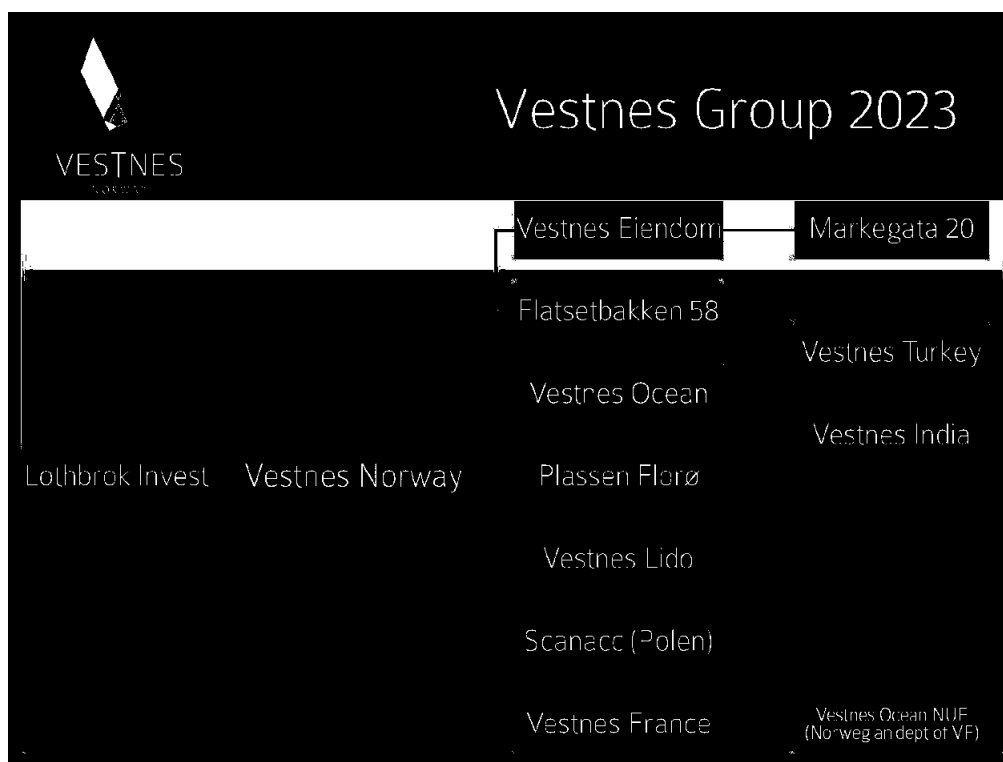 VESTNES
NORWAY
Vestnes Group 2023
Vestnes Eiendom
Markegata 20
Flatsetbakken 58
Vestnes Turkey
Vestnes Ocean
Vestnes India
Lothbrok Invest
Vestnes Norway
Plassen Florø
Vestnes Lido
Scanacc (Polen)
Vestnes France
Vestnes Ocean NUF
(Norwegian dept of VF)